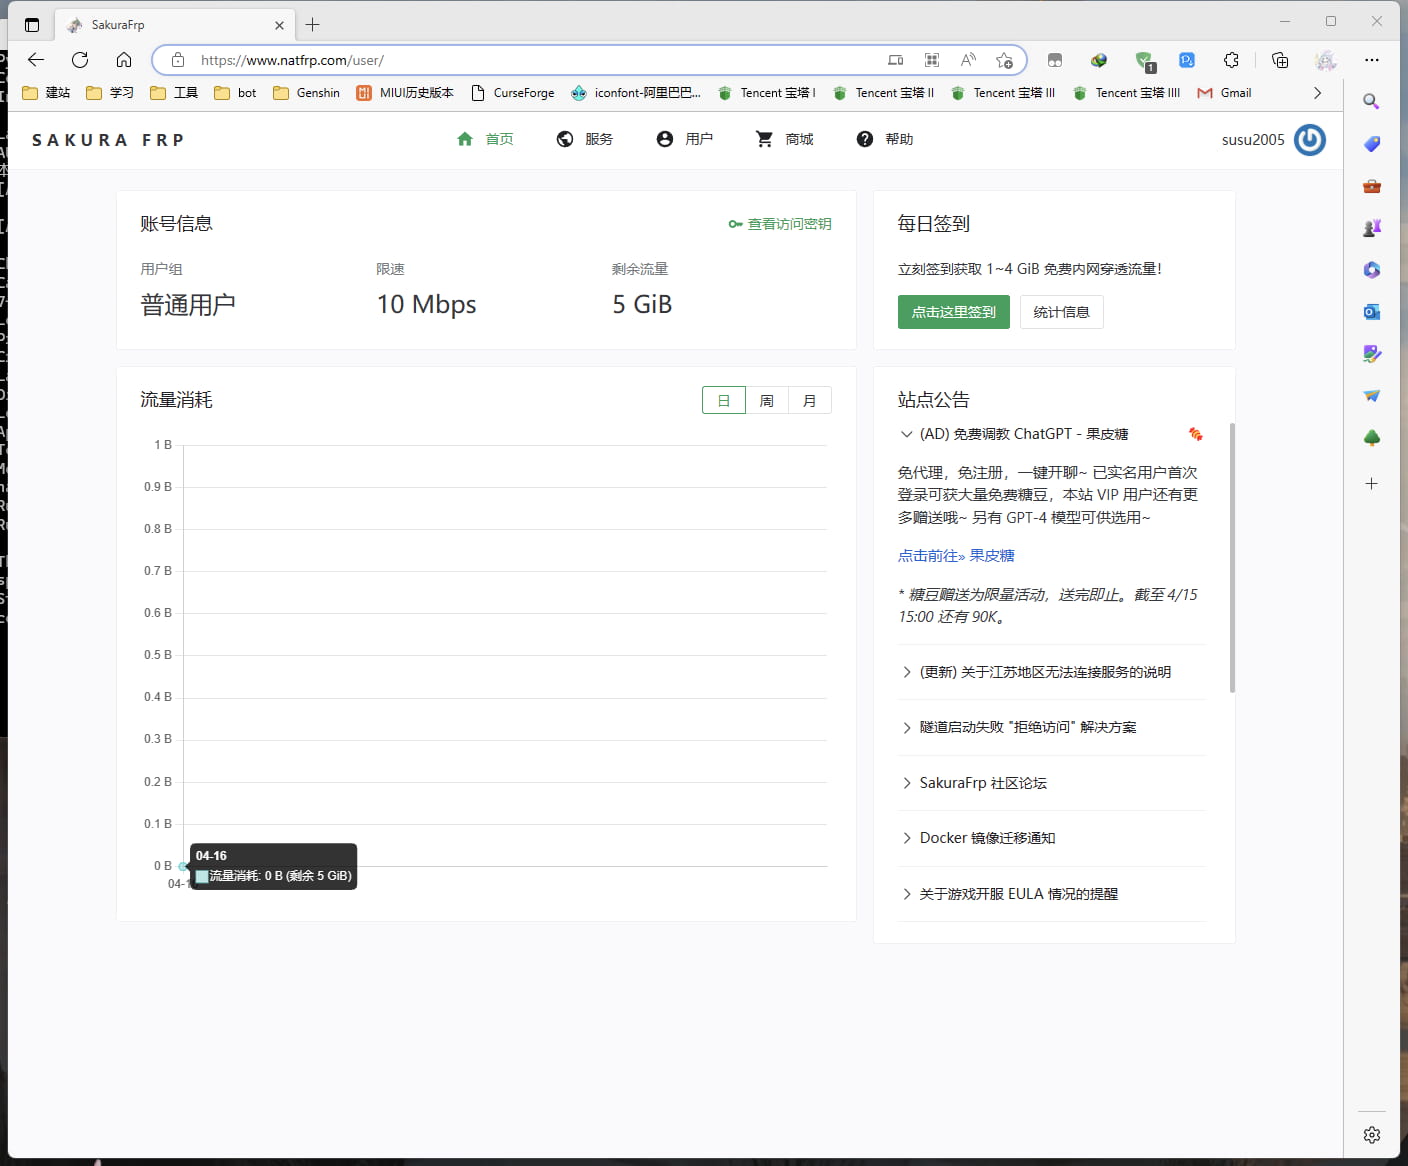 SakuraFrp
https://www.natfrp.com/user/
1
建站
学习
工具
bot
Genshin
MIUI历史版本
CurseForge
iconfont-阿里巴巴...
Tencent 宝塔 I
Tencent 宝塔 II
Tencent 宝塔 III
Tencent 宝塔 IIII
Gmail
SAKURA FRP
首页
服务
用户
商城
帮助
susu2005
账号信息
查看访问密钥
用户组
限速
剩余流量
普通用户
10 Mbps
5 GiB
每日签到
立刻签到获取 1~4 GiB 免费内网穿透流量!
点击这里签到
统计信息
流量消耗
日
周
月
1 B
0.9 B
0.8 B
0.7 B
0.6 B
0.5 B
0.4 B
0.3 B
0.2 B
0.1 B
0 B
04-16
流量消耗: 0 B (剩余 5 GiB)
站点公告
(AD) 免费调教 ChatGPT - 果皮糖
免代理，免注册，一键开聊~ 已实名用户首次
登录可获大量免费糖豆，本站 VIP 用户还有更
多赠送哦~ 另有 GPT-4 模型可供选用~
点击前往» 果皮糖
* 糖豆赠送为限量活动，送完即止。截至 4/15
15:00 还有 90K。
(更新) 关于江苏地区无法连接服务的说明
隧道启动失败 "拒绝访问" 解决方案
SakuraFrp 社区论坛
Docker 镜像迁移通知
关于游戏开服 EULA 情况的提醒